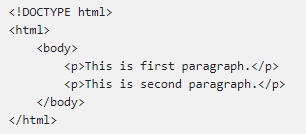 <!DOCTYPE html>
<html>
    <body>
        <p>This is first paragraph.</p>
        <p>This is second paragraph.</p>
    </body>
</html>